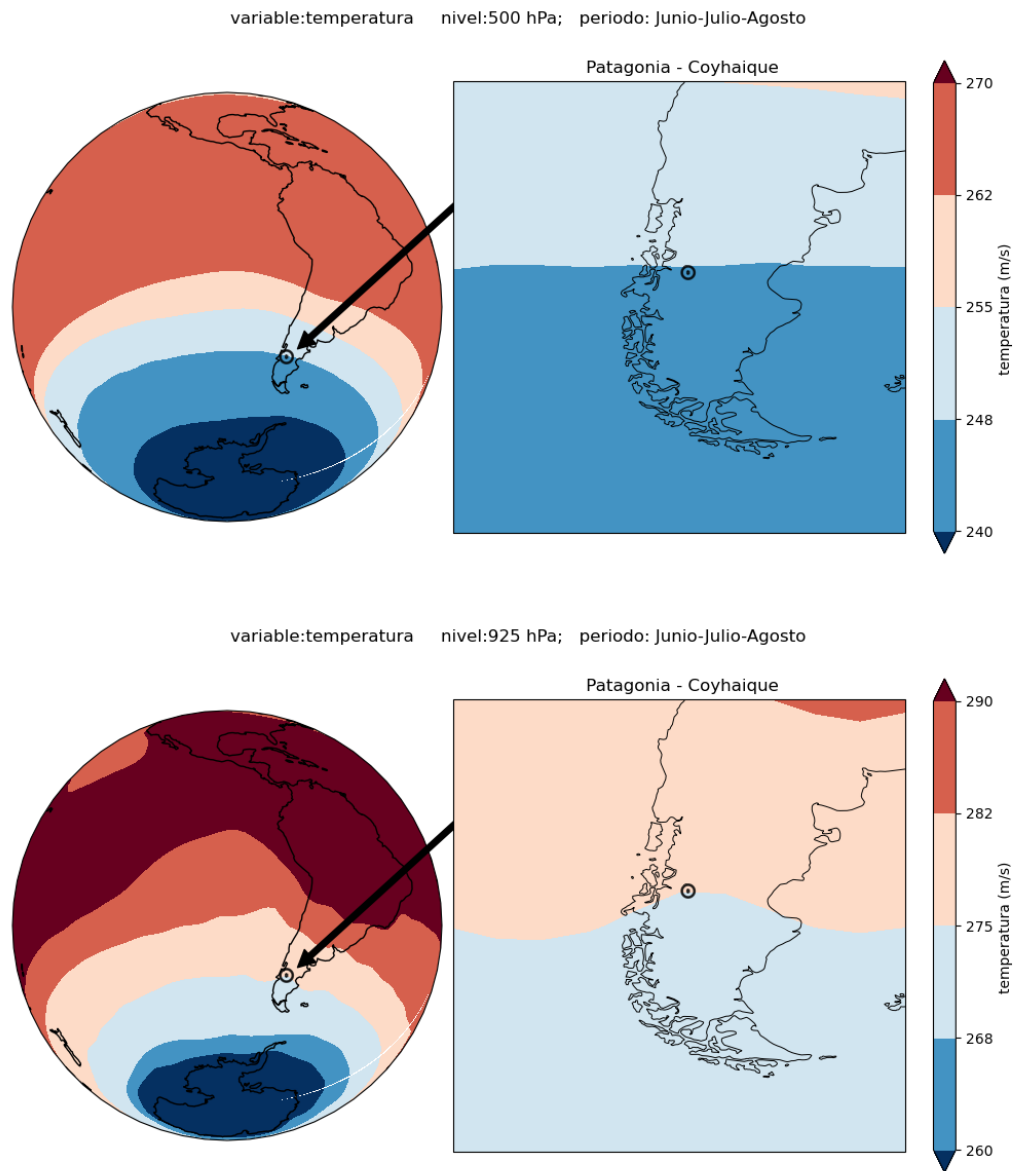 variable:temperatura nivel:500 hPa; periodo: Junio-Julio-Agosto
Patagonia - Coyhaique
270
262
255
248
240
temperatura (m/s)
variable:temperatura nivel:925 hPa; periodo: Junio-Julio-Agosto
Patagonia - Coyhaique
290
282
275
268
260
temperatura (m/s)